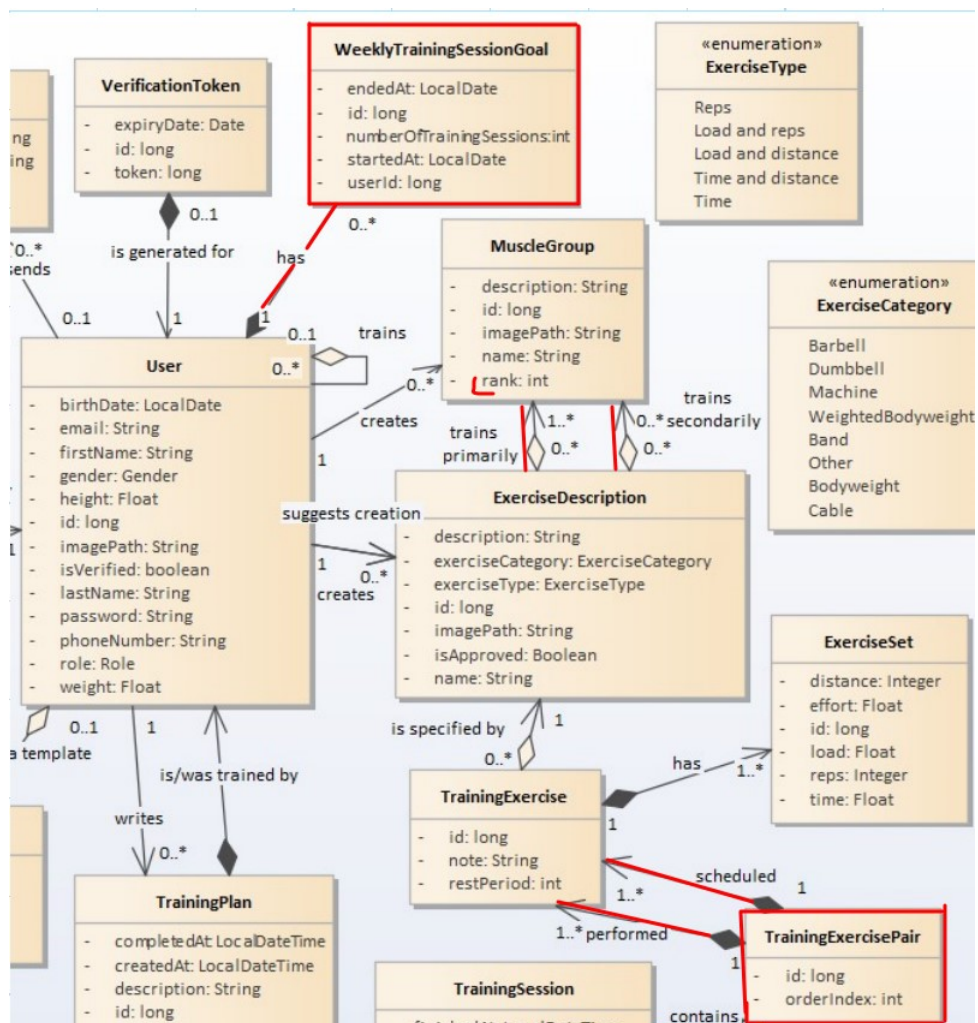 WeeklyTrainingSessionGoal
- endedAt: LocalDate
- id: long
- numberOfTrainingSessions:int
- startedAt: LocalDate
- userId: long
«enumeration»
ExerciseType
Reps
Load and reps
Load and distance
Time and distance
Time
VerificationToken
- expiryDate: Date
- id: long
- token: long
ng
ing
0..*
sends
0..1
0..1
is generated for
1
0..*
has
1
MuscleGroup
- description: String
- id: long
- imagePath: String
- name: String
- rank: int
«enumeration»
ExerciseCategory
Barbell
Dumbbell
Machine
WeightedBodyweight
Band
Other
Bodyweight
Cable
0..1
trains
0..*
User
- birthDate: LocalDate
- email: String
- firstName: String
- gender: Gender
- height: Float
- id: long
- imagePath: String
- isVerified: boolean
- lastName: String
- password: String
- phoneNumber: String
- role: Role
- weight: Float
1
0..*
creates
1
1..*
trains
primarily
0..*
0..*
trains
secondarily
0..*
suggests creation
1
creates
0..*
ExerciseDescription
- description: String
- exerciseCategory: ExerciseCategory
- exerciseType: ExerciseType
- id: long
- imagePath: String
- isApproved: Boolean
- name: String
ExerciseSet
- distance: Integer
- effort: Float
- id: long
- load: Float
- reps: Integer
- time: Float
0..1
a template
1
is/was trained by
writes
0..*
is specified by
1
0..*
has
1..*
1
TrainingExercise
- id: long
- note: String
- restPeriod: int
scheduled
1
1..*
1..* performed
1
TrainingExercisePair
- id: long
- orderIndex: int
contains
TrainingPlan
- completedAt: LocalDateTime
- createdAt: LocalDateTime
- description: String
- id: long
TrainingSession